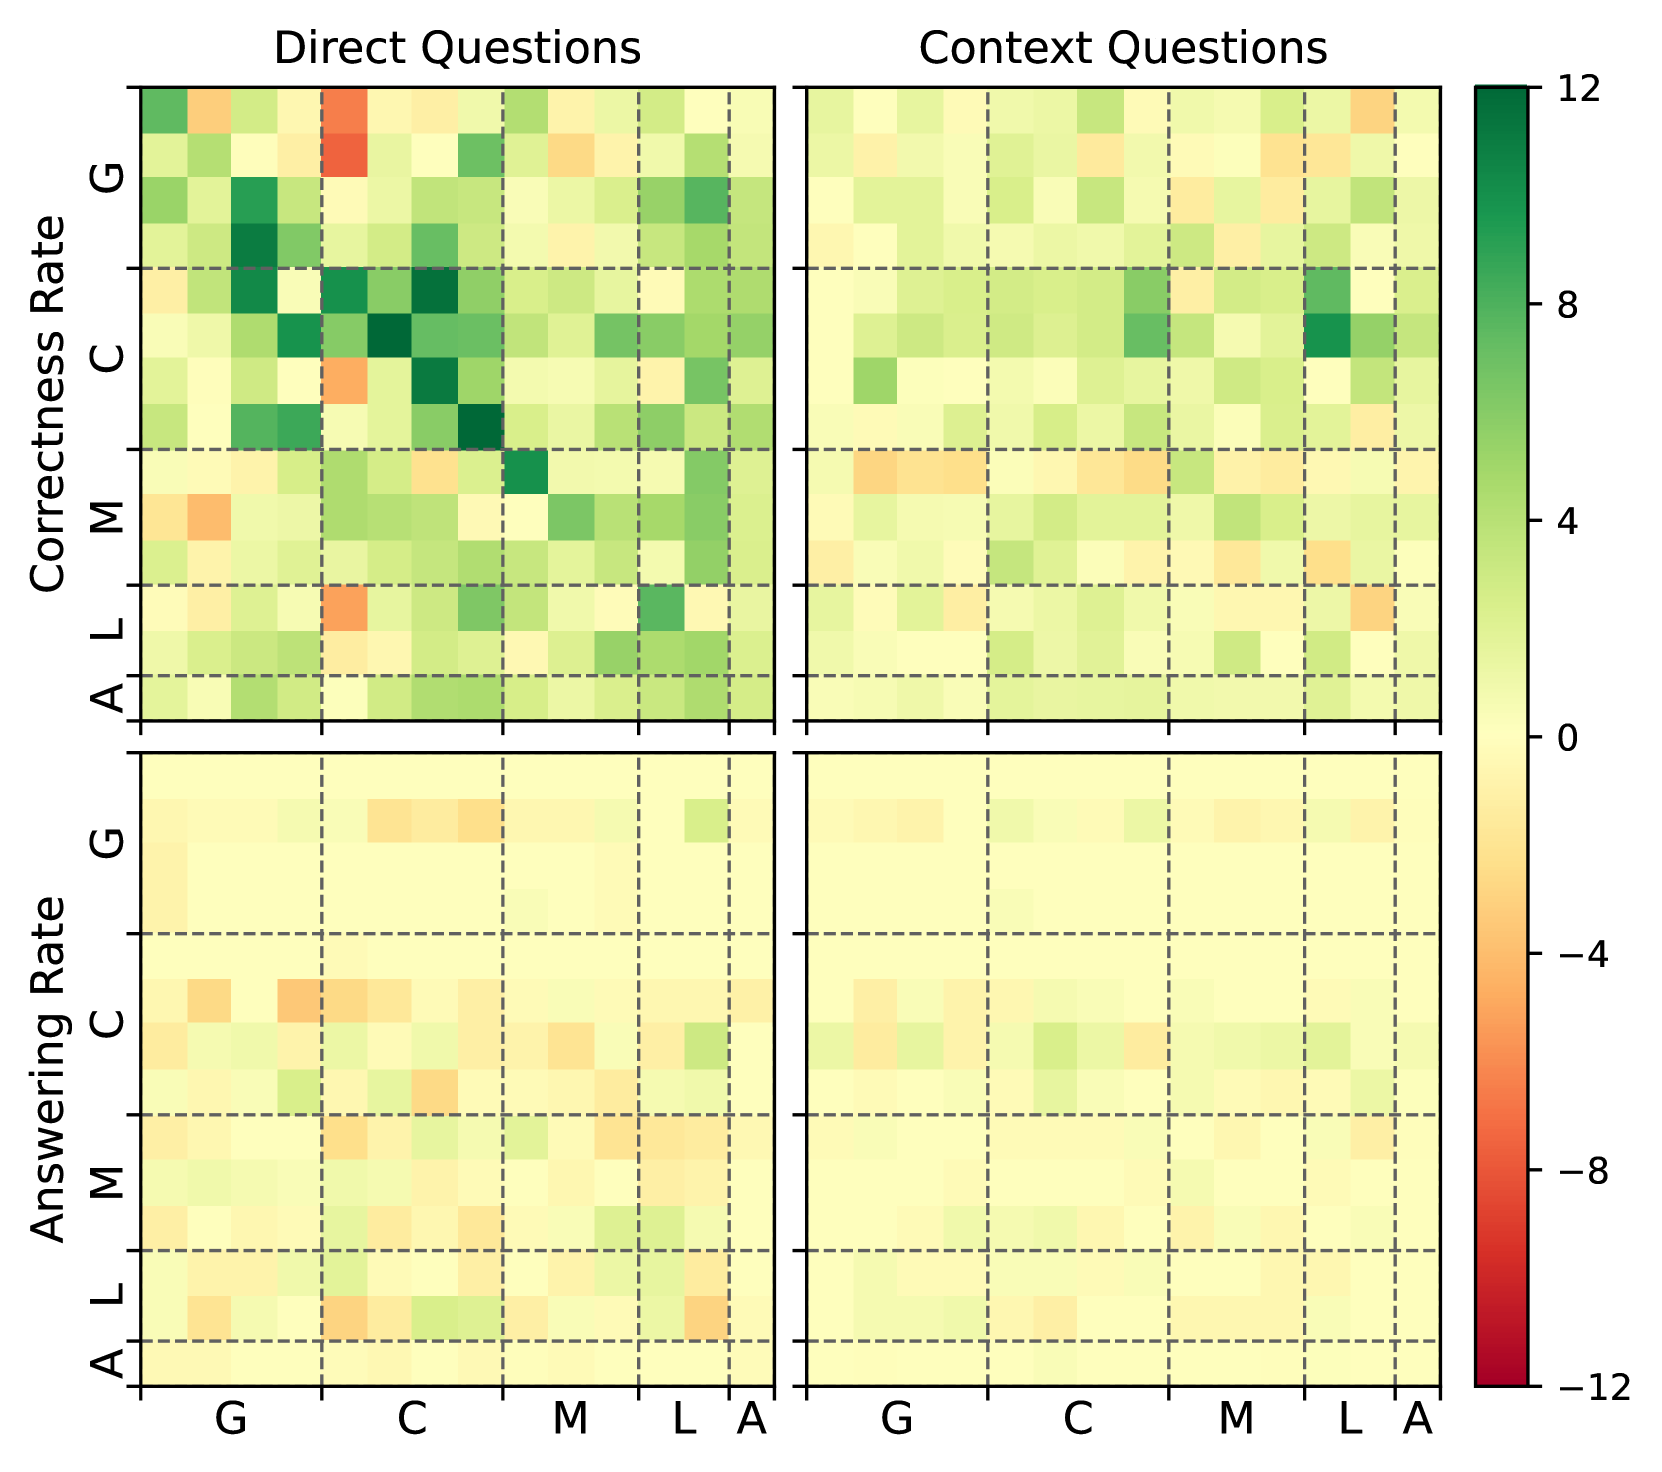 Direct Questions
Context Questions
Correctness Rate
G
C
M
L
A
Answering Rate
G
C
M
L
A
G C M L A
G C M L A
12
8
4
0
−4
−8
−12